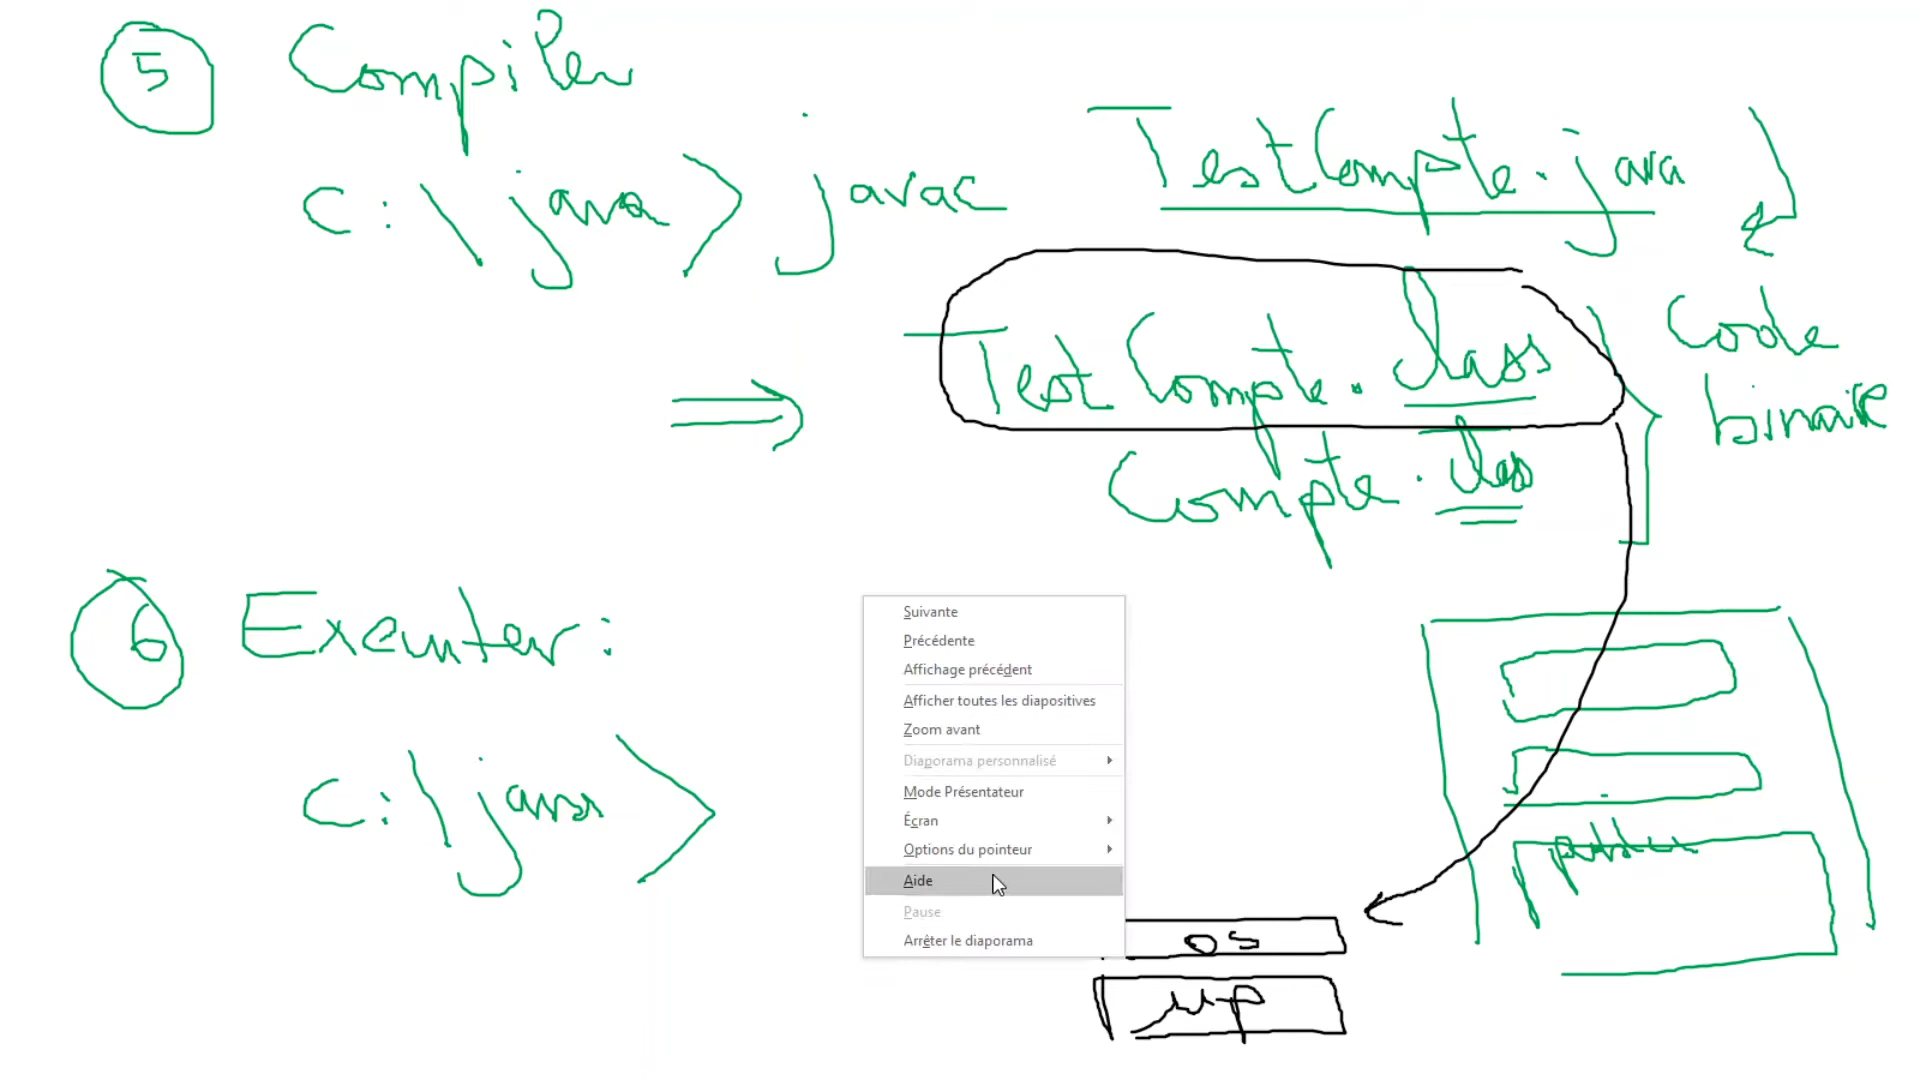 5 Compiler
c:\java> javac TestCompte.java
=> TestCompte.class
Compte.class
Code
binaire
6 Executer:
c:\java>
Suivante
Précédente
Affichage précédent
Afficher toutes les diapositives
Zoom avant
Diaporama personnalisé
Mode Présentateur
Écran
Options du pointeur
Aide
Pause
Arrêter le diaporama
OS
μP